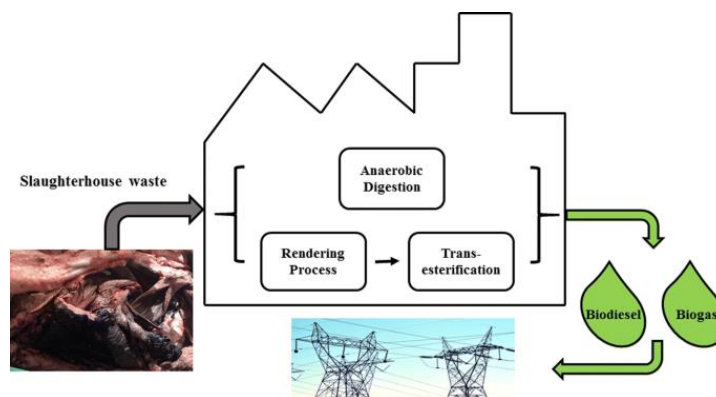 Slaughterhouse waste
Anaerobic
Digestion
Rendering
Process
Trans-
esterification
Biodiesel
Biogas